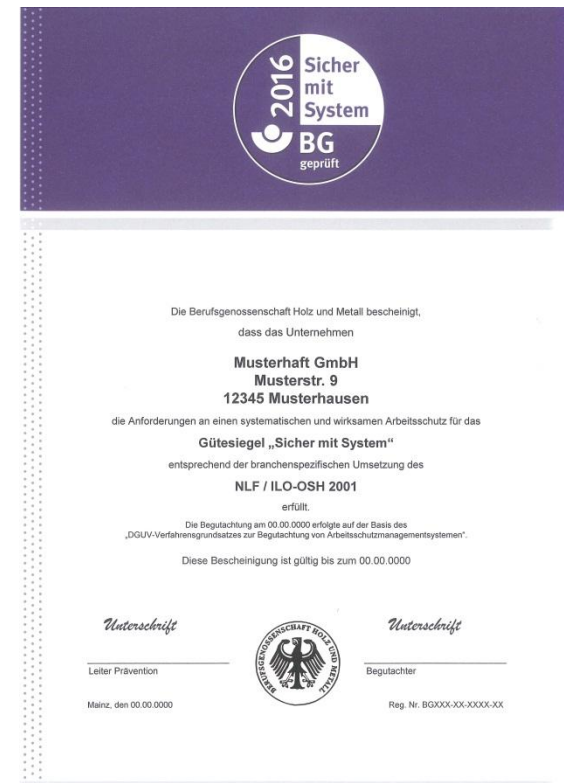 2016
Sicher
mit
System
BG
geprüft
Die Berufsgenossenschaft Holz und Metall bescheinigt,
dass das Unternehmen
Musterhaft GmbH
Musterstr. 9
12345 Musterhausen
die Anforderungen an einen systematischen und wirksamen Arbeitsschutz für das
Gütesiegel „Sicher mit System“
entsprechend der branchenspezifischen Umsetzung des
NLF / ILO-OSH 2001
erfüllt.
Die Begutachtung am 00.00.0000 erfolgte auf der Basis des
„DGUV-Verfahrensgrundsatzes zur Begutachtung von Arbeitsschutzmanagementsystemen“.
Diese Bescheinigung ist gültig bis zum 00.00.0000
Unterschrift
Unterschrift
BERUFSGENOSSENSCHAFT HOLZ UND METALL
Leiter Prävention
Begutachter
Mainz, den 00.00.0000
Reg. Nr. BGXXX-XX-XXXX-XX